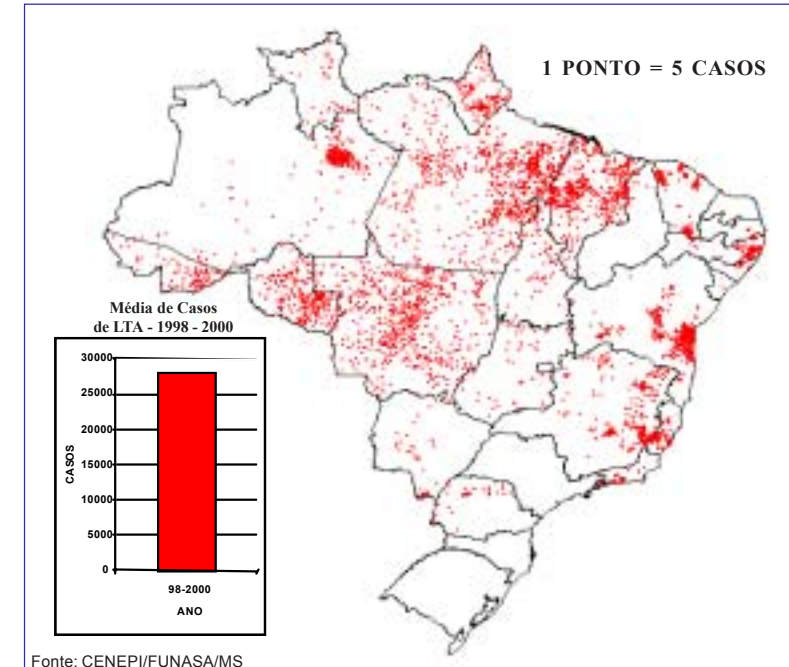 1 PONTO = 5 CASOS
Média de Casos
de LTA - 1998 - 2000
30000
25000
20000
15000
10000
5000
0
CASOS
98-2000
ANO
Fonte: CENEPI/FUNASA/MS